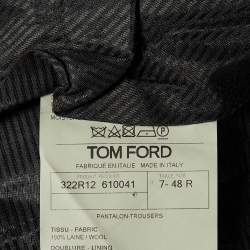 TOM FORD
FABRIQUE EN ITALIE MADE IN ITALY
322R12 610041
7- 48 R
PANTALON-TROUSERS
TISSU - FABRIC
100% LAINE / WOOL
DOUBLURE - LINING